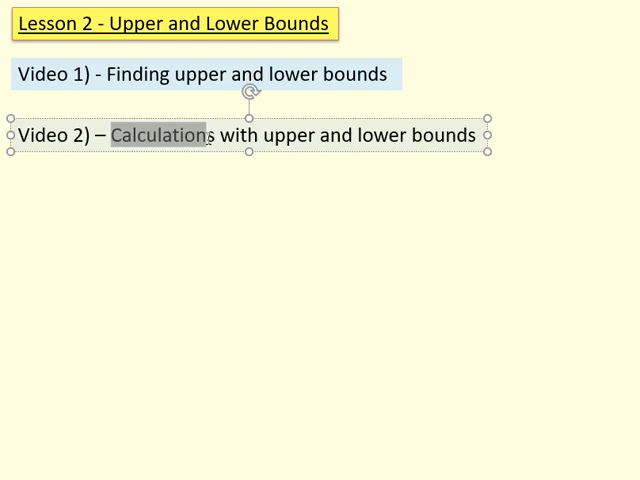 Lesson 2 - Upper and Lower Bounds
Video 1) - Finding upper and lower bounds
Video 2) – Calculations with upper and lower bounds